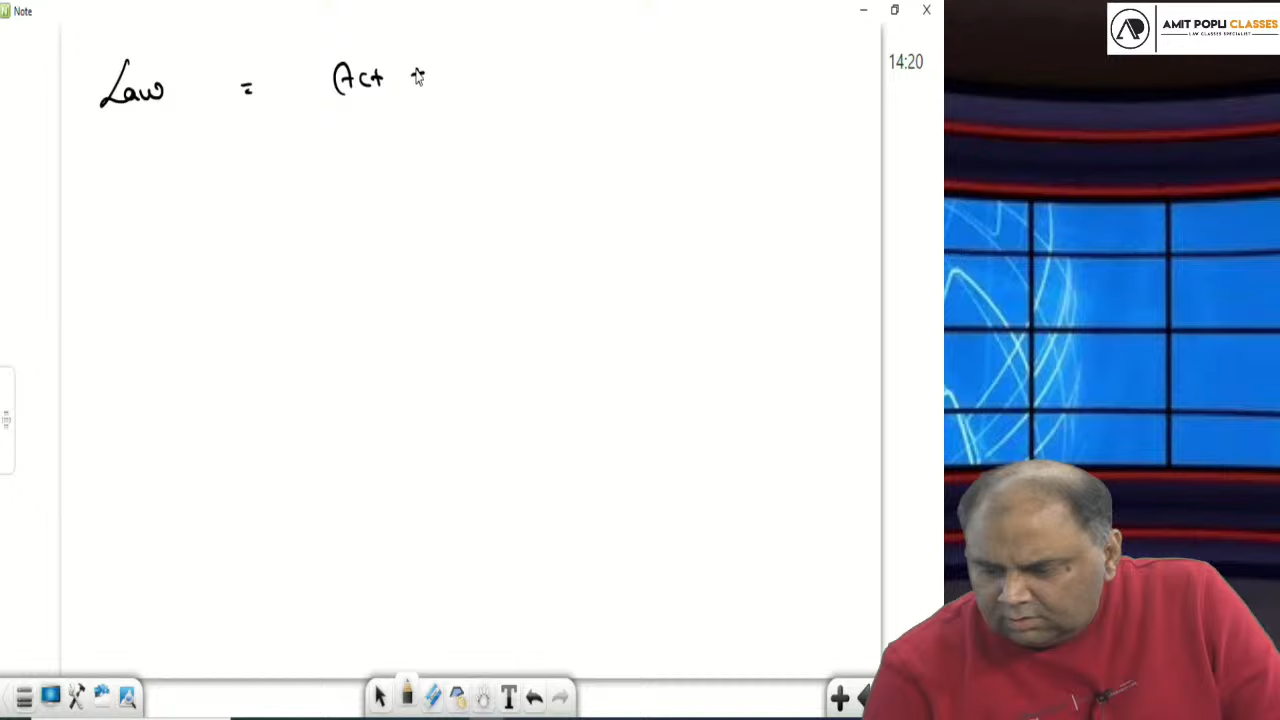 Note
AMIT POPLI CLASSES
LAW CLASSES SPECIALIST
14:20
Law = Act +